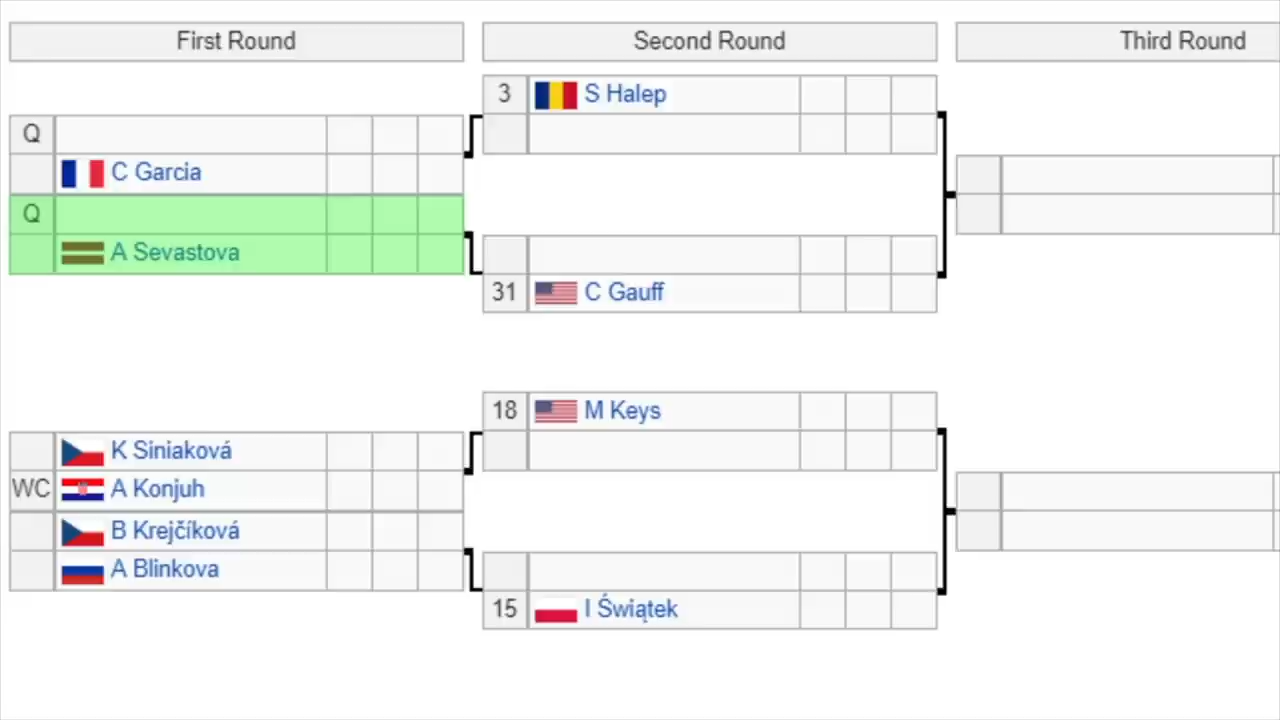 First Round
Second Round
Third Round
3 S Halep
Q
C Garcia
Q
A Sevastova
31 C Gauff
18 M Keys
K Siniaková
WC A Konjuh
B Krejčíková
A Blinkova
15 I Świątek